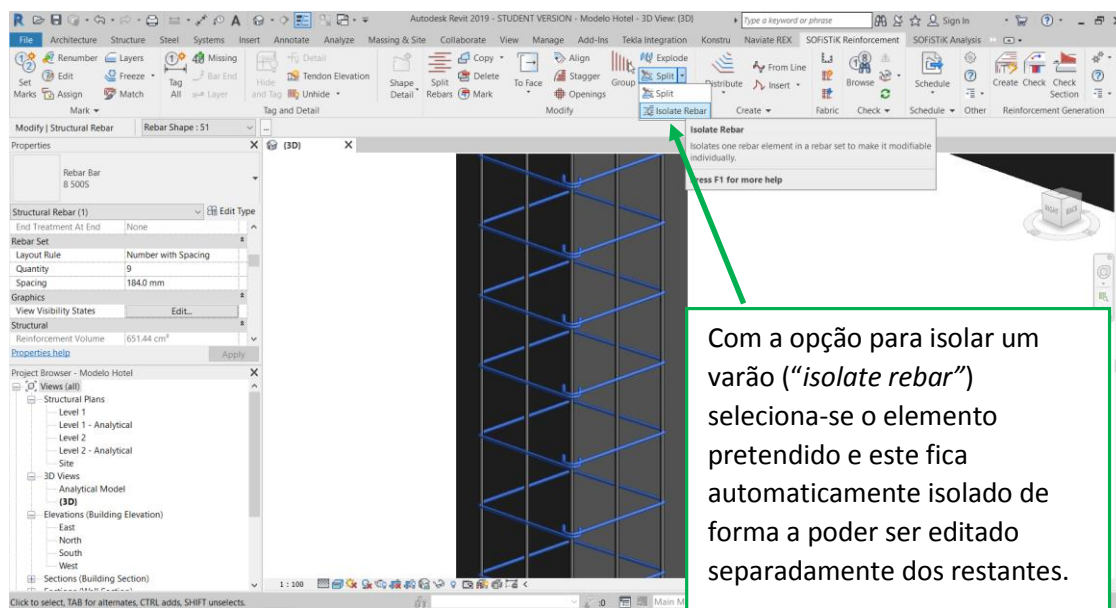 Autodesk Revit 2019 - STUDENT VERSION - Modelo Hotel - 3D View: {3D}
Type a keyword or phrase
Sign In
File Architecture Structure Steel Systems Insert Annotate Analyze Massing & Site Collaborate View Manage Add-Ins Tekla Integration Konstru Naviate REX SOFiSTiK Reinforcement SOFiSTiK Analysis
Renumber Layers Missing Detail Copy Align Explode From Line
Set Marks Edit Freeze Tag All Bar End Hide and Tag Tendon Elevation Shape Detail Split Rebars Delete To Face Stagger Group Split Distribute Browse Schedule Create Check Check Section
Assign Match Layer Unhide Mark Openings Split Insert
Isolate Rebar
Mark Tag and Detail Modify Create Fabric Check Schedule Other Reinforcement Generation
Modify | Structural Rebar Rebar Shape : 51
Isolate Rebar
Isolates one rebar element in a rebar set to make it modifiable
individually.
Press F1 for more help
Properties
{3D}
Rebar Bar
B 500S
Structural Rebar (1) Edit Type
End Treatment At End None
Rebar Set
Layout Rule Number with Spacing
Quantity 9
Spacing 184.0 mm
Graphics
View Visibility States Edit...
Structural
Reinforcement Volume 651.44 cm³
Properties help Apply
Project Browser - Modelo Hotel
Views (all)
Structural Plans
Level 1
Level 1 - Analytical
Level 2
Level 2 - Analytical
Site
3D Views
Analytical Model
{3D}
Elevations (Building Elevation)
East
North
South
West
Sections (Building Section)
RIGHT BACK
Com a opção para isolar um
varão (“isolate rebar”)
seleciona-se o elemento
pretendido e este fica
automaticamente isolado de
forma a poder ser editado
separadamente dos restantes.
1 : 100
Click to select, TAB for alternates, CTRL adds, SHIFT unselects.
:0 Main M